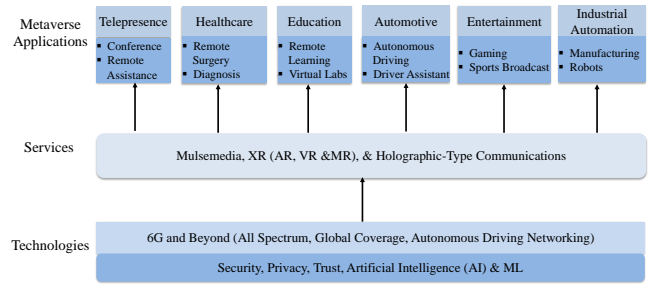 Metaverse
Applications
Telepresence
▪ Conference
▪ Remote
Assistance
Healthcare
▪ Remote
Surgery
▪ Diagnosis
Education
▪ Remote
Learning
▪ Virtual Labs
Automotive
▪ Autonomous
Driving
▪ Driver Assistant
Entertainment
▪ Gaming
▪ Sports Broadcast
Industrial
Automation
▪ Manufacturing
▪ Robots
Services
Mulsemedia, XR (AR, VR &MR), & Holographic-Type Communications
Technologies
6G and Beyond (All Spectrum, Global Coverage, Autonomous Driving Networking)
Security, Privacy, Trust, Artificial Intelligence (AI) & ML